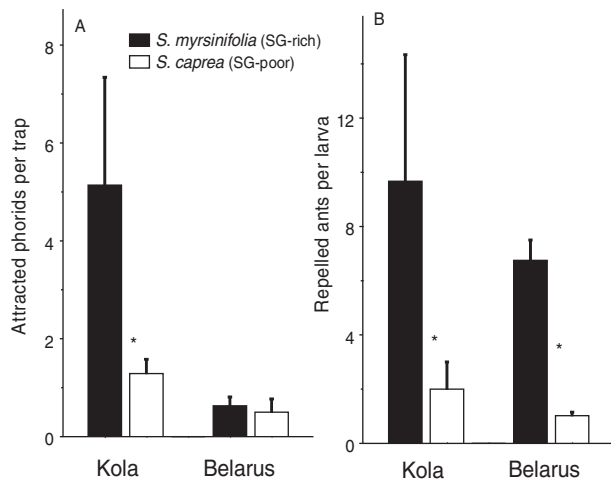 A
S. myrsinifolia (SG-rich)
S. caprea (SG-poor)
Attracted phorids per trap
8
6
4
2
0
*
Kola
Belarus
B
Repelled ants per larva
12
8
4
0
*
*
Kola
Belarus